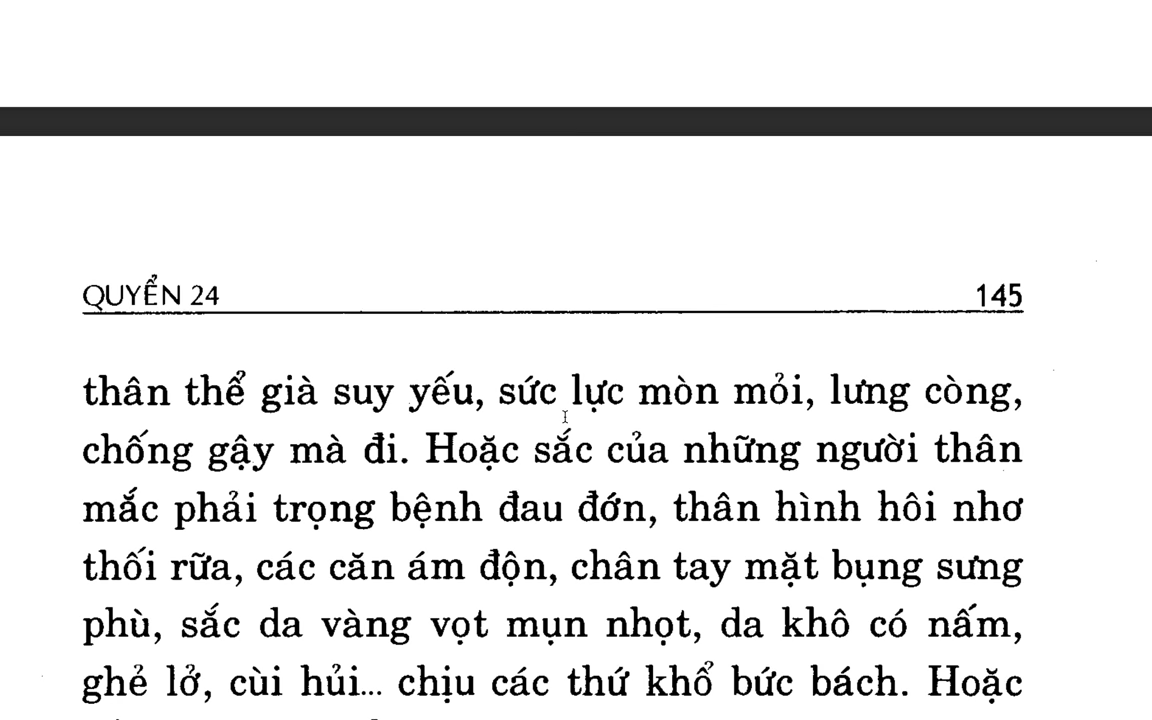 QUYỂN 24 145
thân thể già suy yếu, sức lực mòn mỏi, lưng còng,
chống gậy mà đi. Hoặc sắc của những người thân
mắc phải trọng bệnh đau đớn, thân hình hôi nhơ
thối rữa, các căn ám độn, chân tay mặt bụng sưng
phù, sắc da vàng vọt mụn nhọt, da khô có nấm,
ghẻ lở, cùi hủi... chịu các thứ khổ bức bách. Hoặc